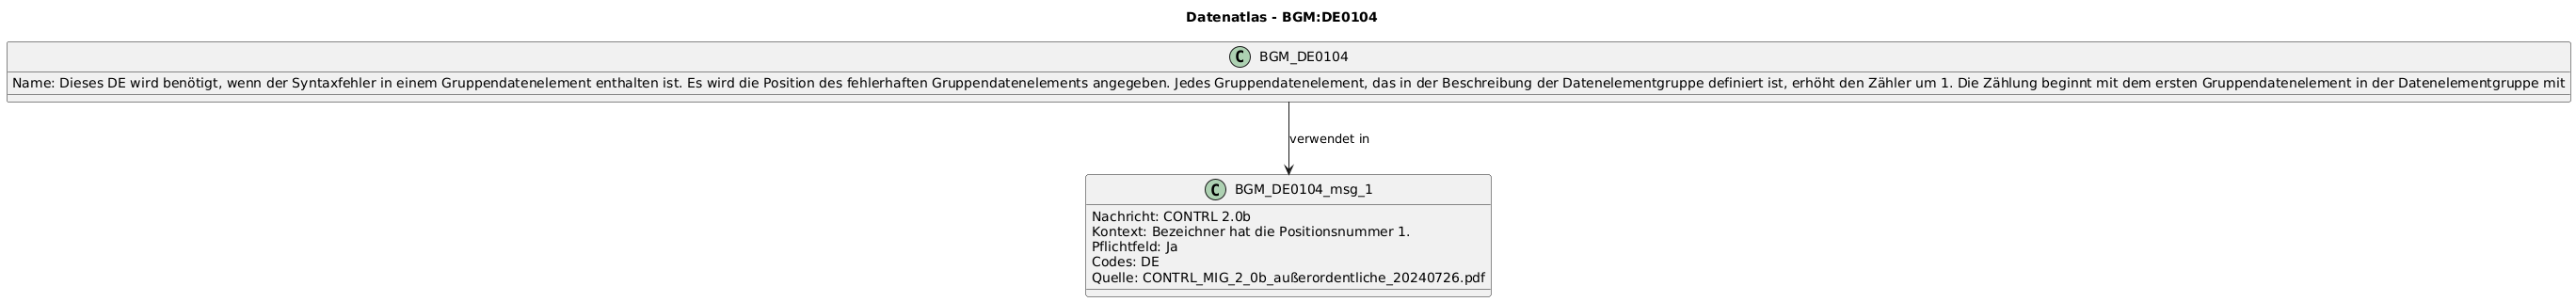 Datenatlas - BGM:DE0104
C BGM_DE0104
Name: Dieses DE wird benötigt, wenn der Syntaxfehler in einem Gruppendatenelement enthalten ist. Es wird die Position des fehlerhaften Gruppendatenelements angegeben. Jedes Gruppendatenelement, das in der Beschreibung der Datenelementgruppe definiert ist, erhöht den Zähler um 1. Die Zählung beginnt mit dem ersten Gruppendatenelement in der Datenelementgruppe mit
verwendet in
C BGM_DE0104_msg_1
Nachricht: CONTRL 2.0b
Kontext: Bezeichner hat die Positionsnummer 1.
Pflichtfeld: Ja
Codes: DE
Quelle: CONTRL_MIG_2_0b_außerordentliche_20240726.pdf